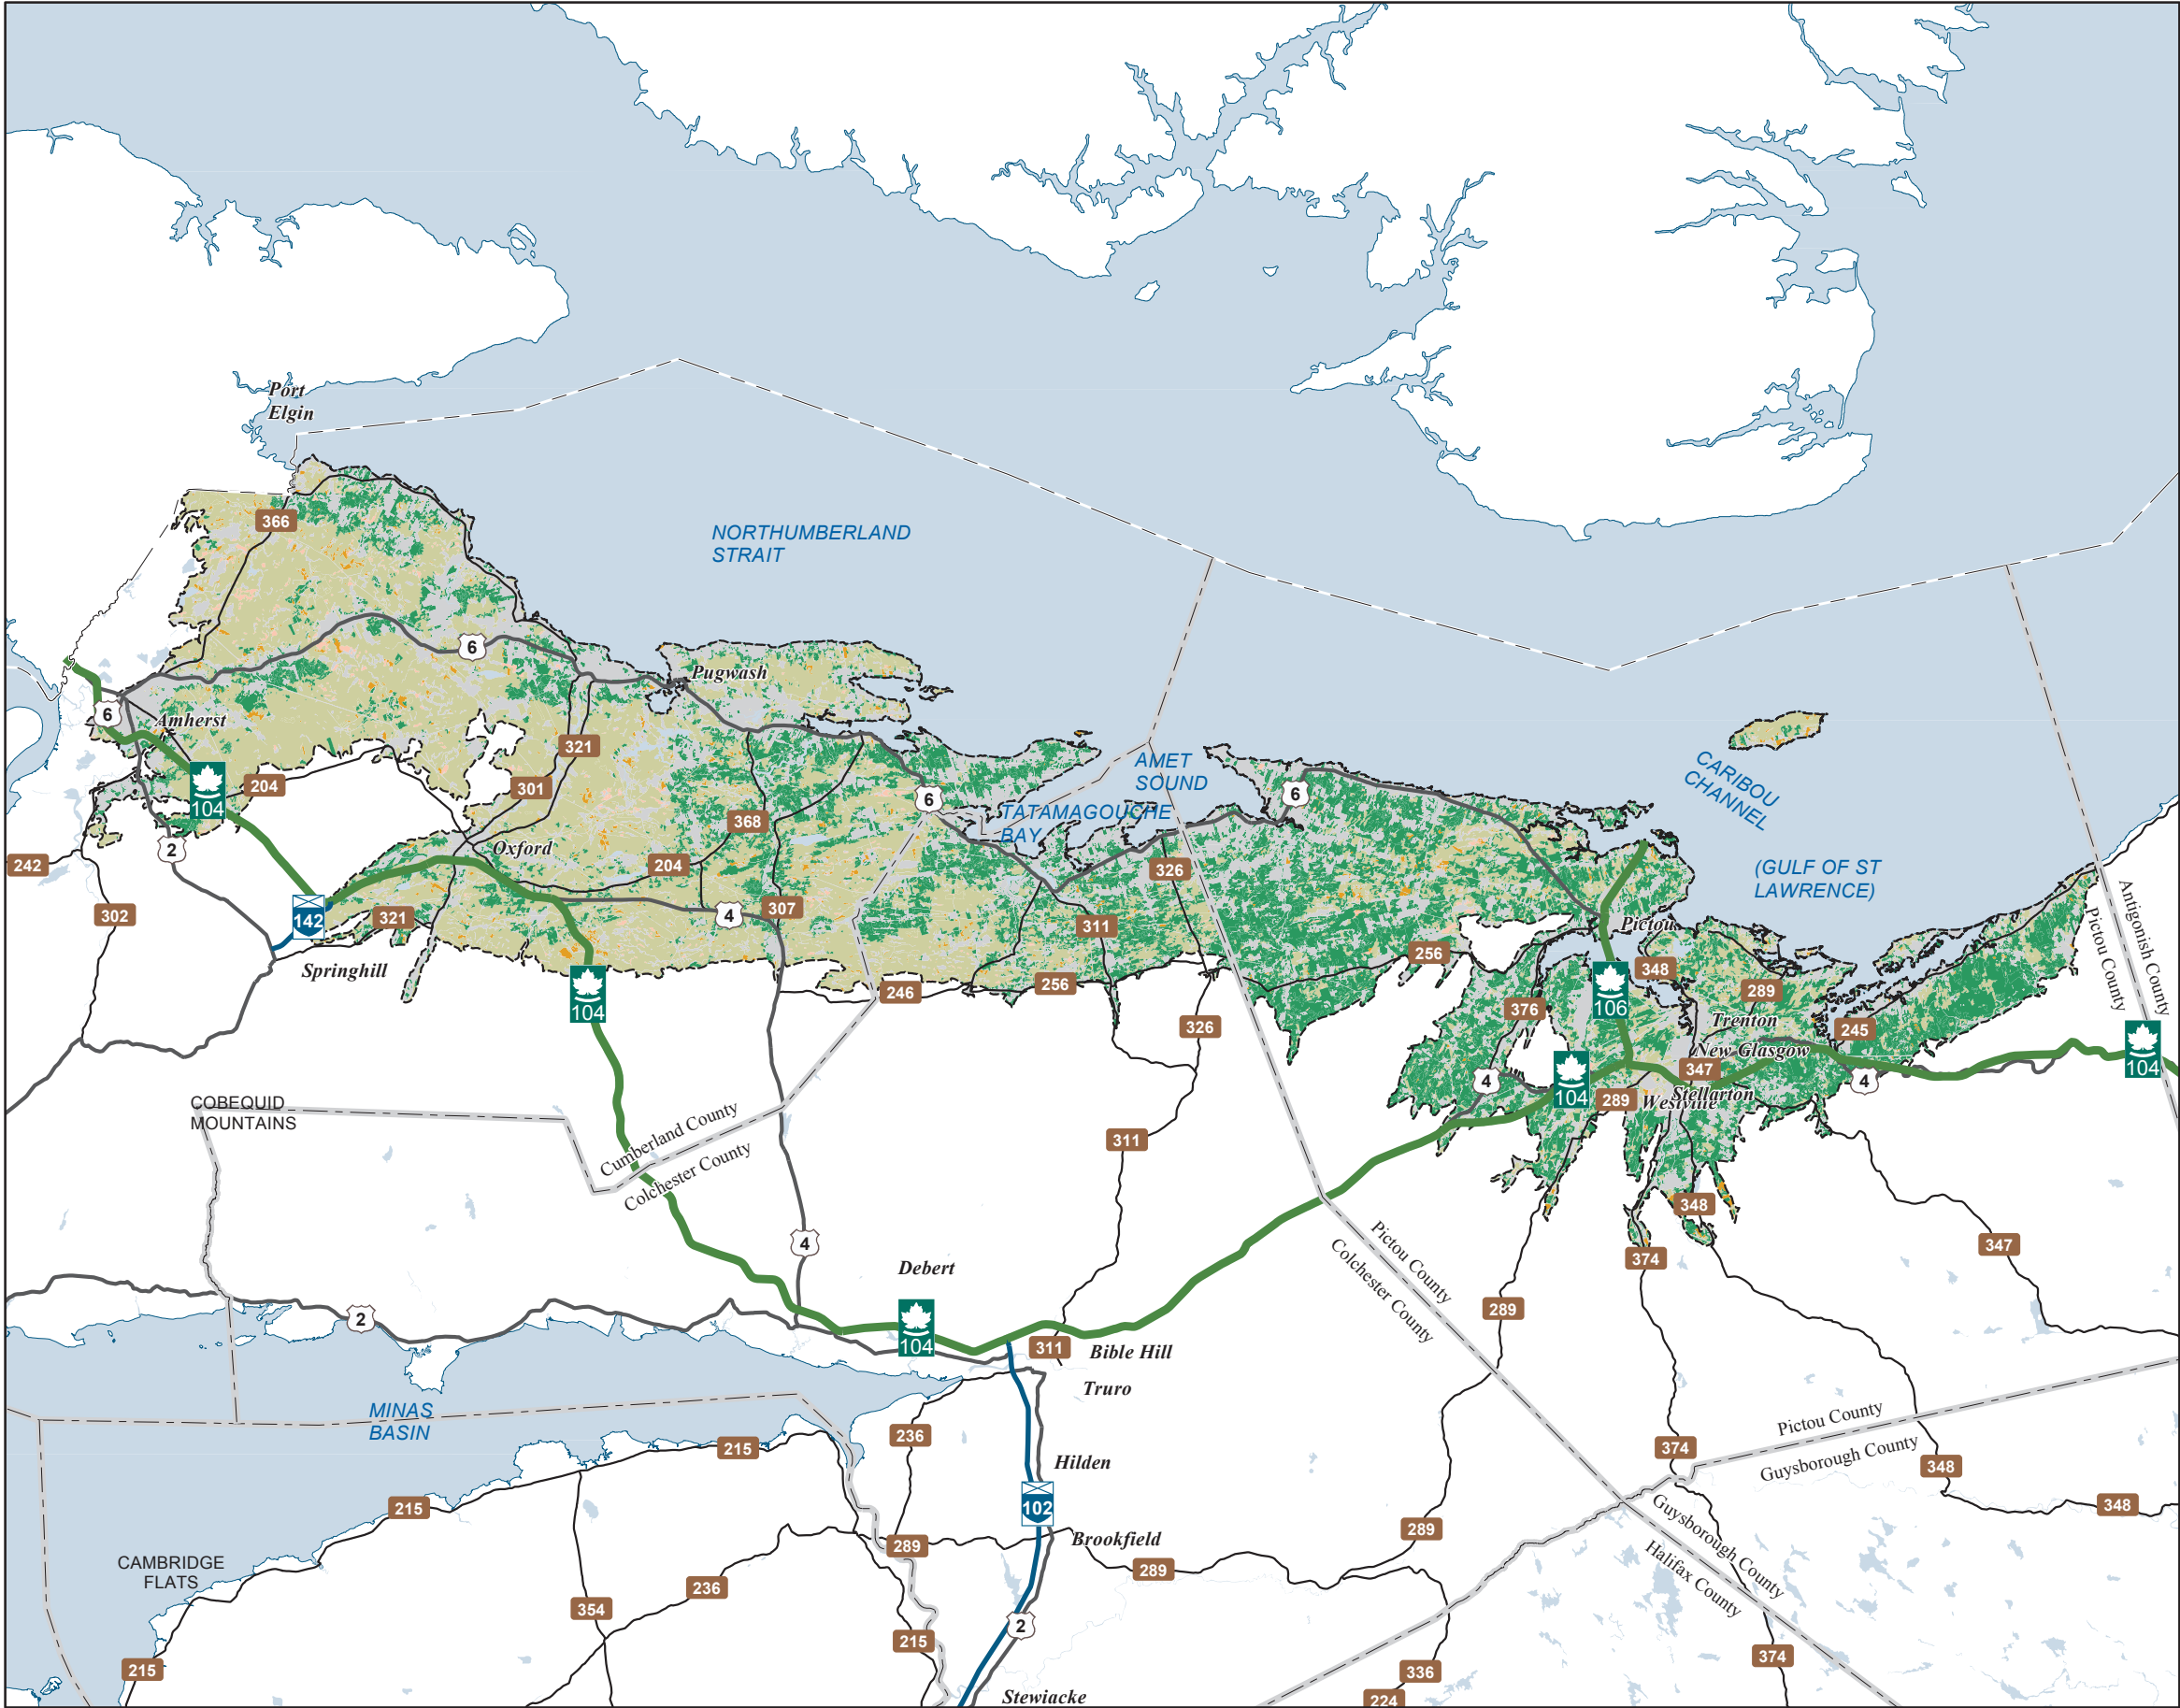 Port
Elgin
366
NORTHUMBERLAND
STRAIT
6
Pugwash
6
Amherst
321
AMET
SOUND
CARIBOU
CHANNEL
104
204
301
6
6
368
TATAMAGOUCHE
BAY
2
Oxford
242
204
326
(GULF OF ST
LAWRENCE)
302
142
321
4
307
311
Pictou
Antigonish County
Pictou County
Springhill
256
348
104
246
256
376
106
289
326
Trenton
245
New Glasgow
104
4
104
347
4
289
Westville
Stellarton
COBEQUID
MOUNTAINS
Cumberland County
Colchester County
311
348
4
Pictou County
Colchester County
347
374
Debert
289
2
104
311
Bible Hill
Truro
MINAS
BASIN
236
215
Pictou County
Guysborough County
374
Hilden
348
215
102
348
Guysborough County
Halifax County
289
Brookfield
289
CAMBRIDGE
FLATS
289
236
354
2
215
374
215
336
Stewiacke
224